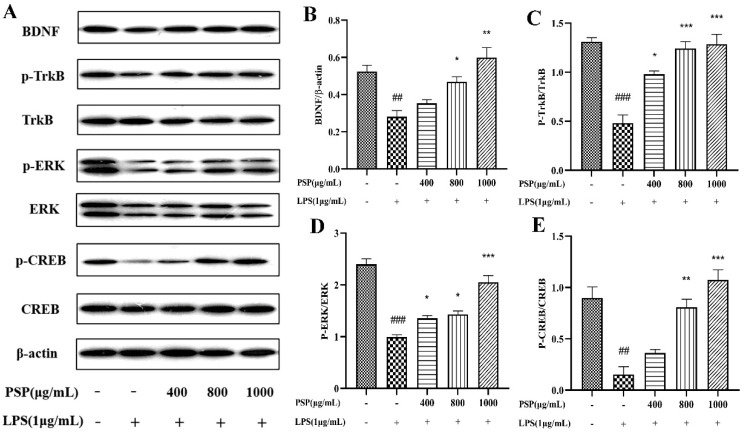 A
BDNF
p-TrkB
TrkB
p-ERK
ERK
p-CREB
CREB
β-actin
PSP(μg/mL) - - 400 800 1000
LPS(1μg/mL) - + + + +
B
BDNF/β-actin
0.8
0.6
0.4
0.2
0.0
##
*
**
PSP(μg/mL) - - 400 800 1000
LPS(1μg/mL) - + + + +
C
P-TrkB/TrkB
1.5
1.0
0.5
0.0
###
*
***
***
PSP(μg/mL) - - 400 800 1000
LPS(1μg/mL) - + + + +
D
P-ERK/ERK
3
2
1
0
###
*
*
***
PSP(μg/mL) - - 400 800 1000
LPS(1μg/mL) - + + + +
E
P-CREB/CREB
1.5
1.0
0.5
0.0
##
**
***
PSP(μg/mL) - - 400 800 1000
LPS(1μg/mL) - + + + +